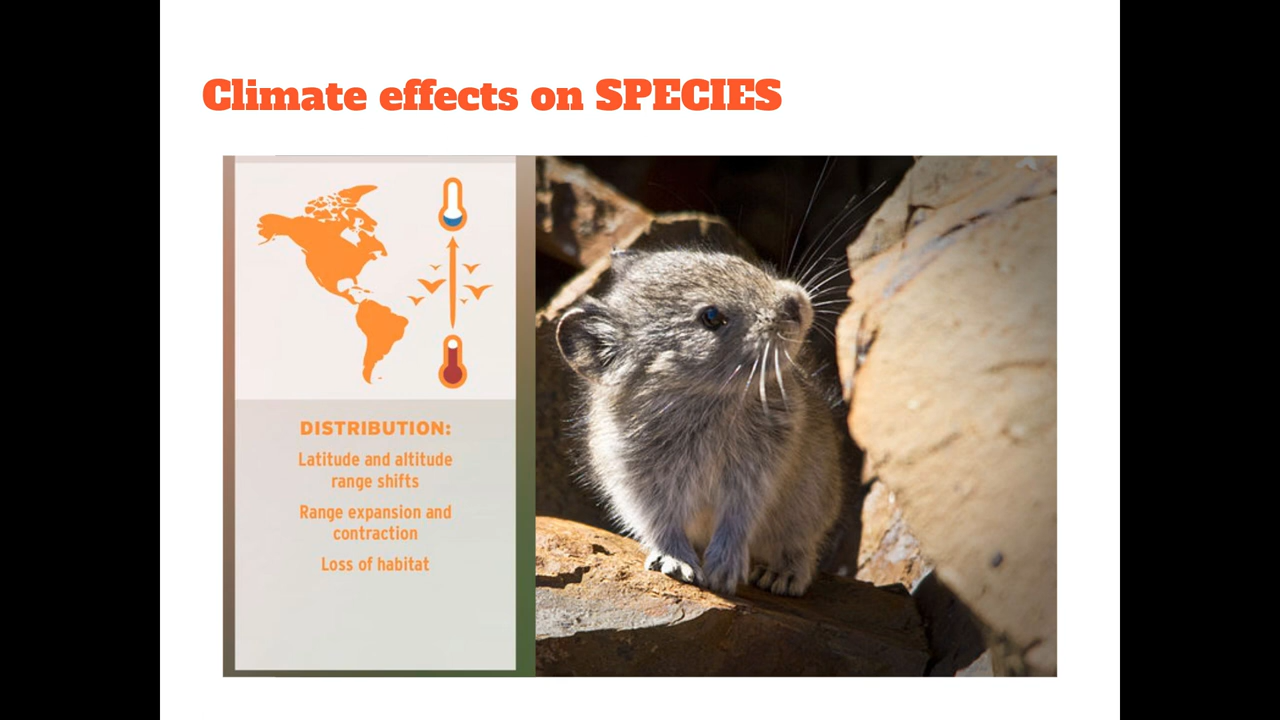 Climate effects on SPECIES
DISTRIBUTION:
Latitude and altitude
range shifts
Range expansion and
contraction
Loss of habitat